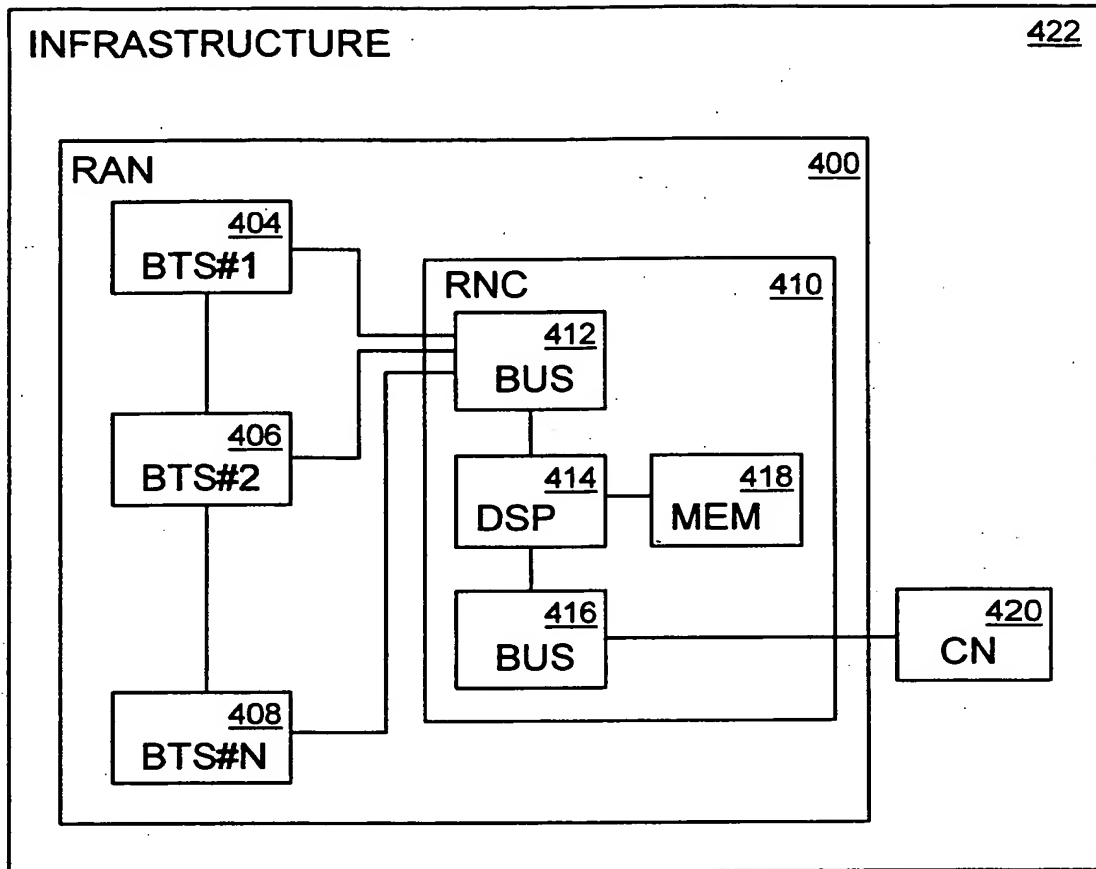 INFRASTRUCTURE 422
RAN 400
404
BTS#1
406
BTS#2
408
BTS#N
RNC 410
412
BUS
414
DSP
418
MEM
416
BUS
420
CN